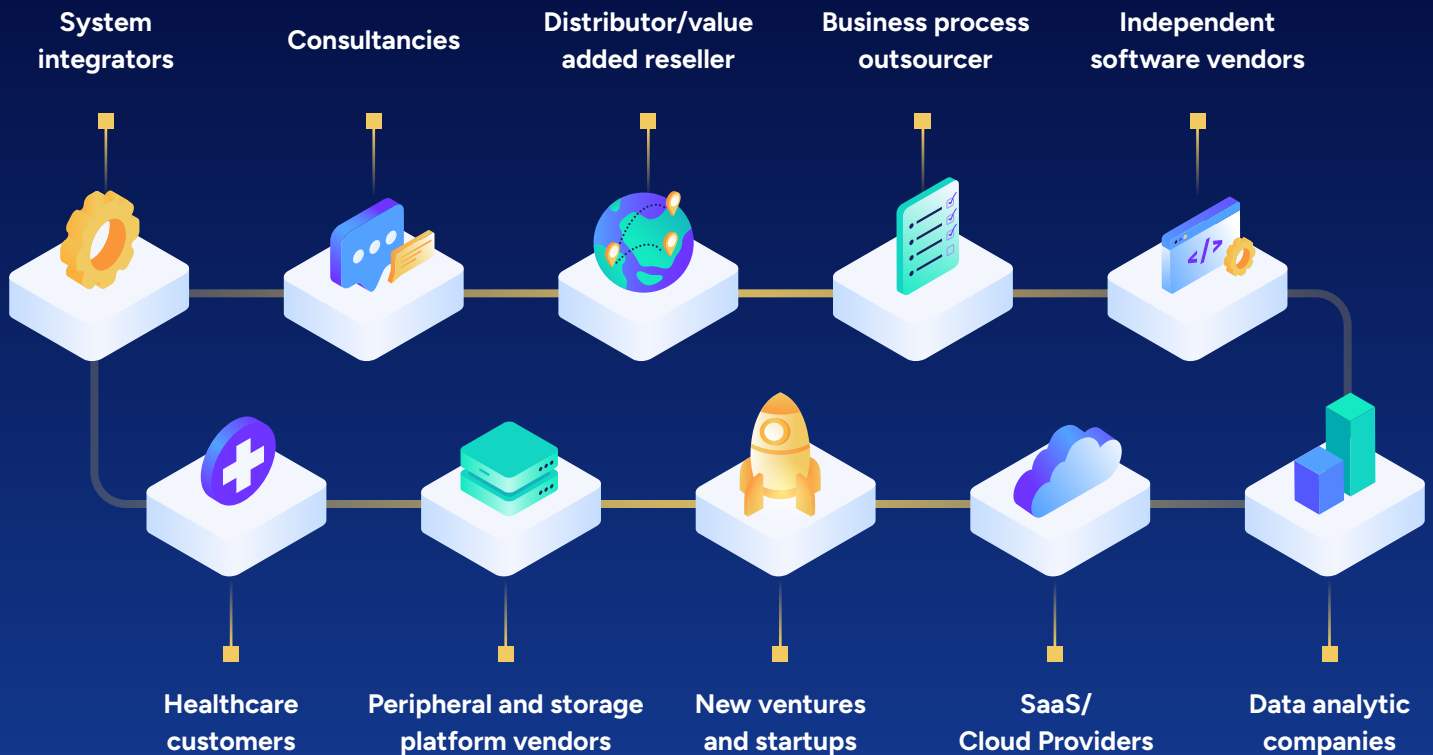 System
integrators
Consultancies
Distributor/value
added reseller
Business process
outsourcer
Independent
software vendors
</>
Healthcare
customers
Peripheral and storage
platform vendors
New ventures
and startups
SaaS/
Cloud Providers
Data analytic
companies